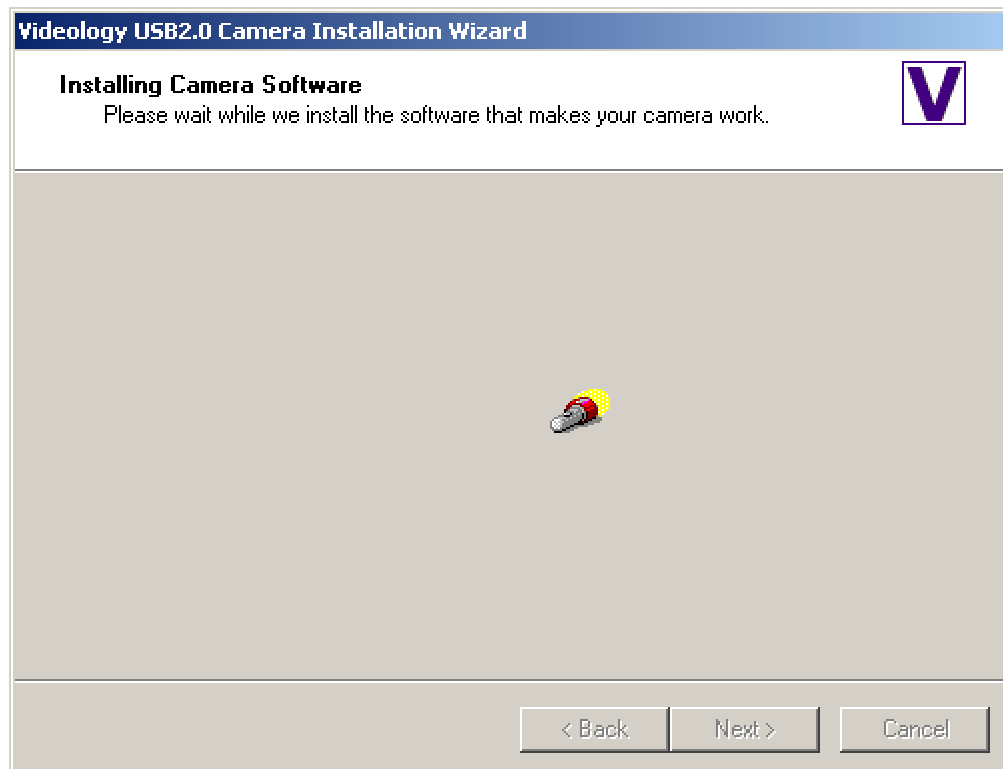 Videology USB2.0 Camera Installation Wizard
Installing Camera Software
V
Please wait while we install the software that makes your camera work.
< Back
Next >
Cancel